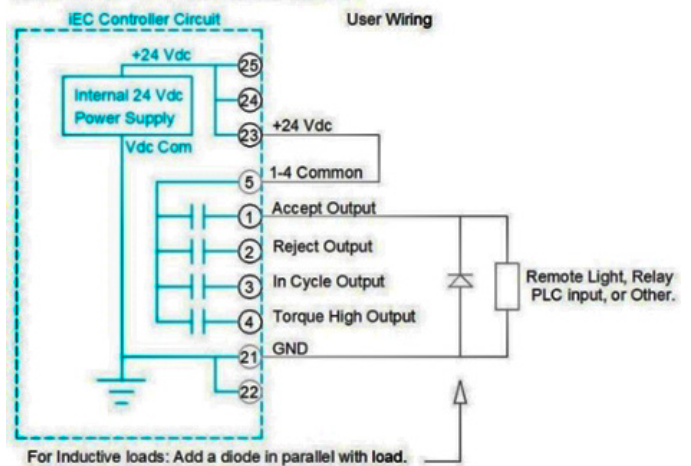 iEC Controller Circuit
User Wiring
+24 Vdc
25
Internal 24 Vdc
Power Supply
24
23
+24 Vdc
Vdc Com
5
1-4 Common
1
Accept Output
2
Reject Output
3
In Cycle Output
Remote Light, Relay
PLC input, or Other.
4
Torque High Output
21
GND
22
For Inductive loads: Add a diode in parallel with load.